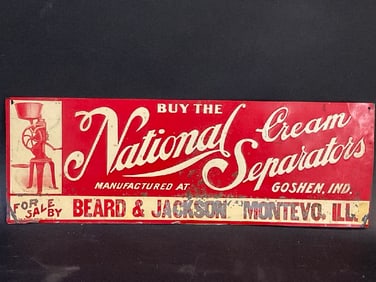 BUY THE
National Cream
Separators
MANUFACTURED AT GOSHEN, IND.
FOR SALE BY BEARD & JACKSON MONTEVO, ILL.